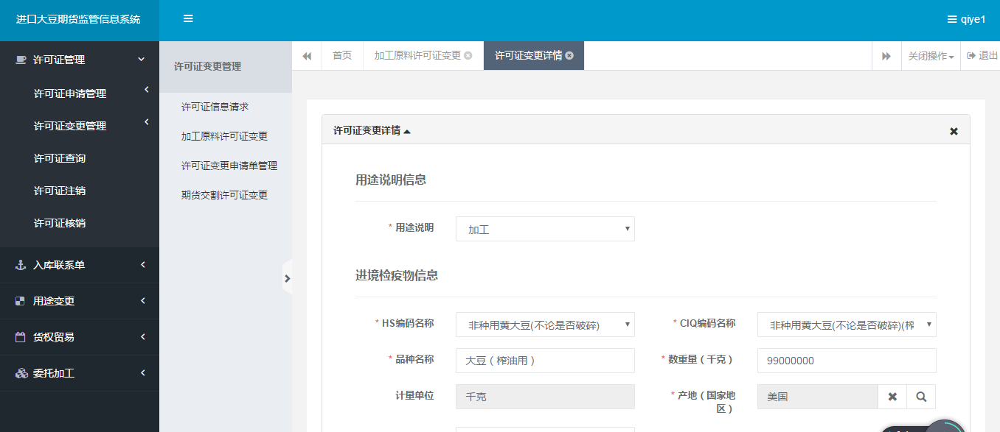 进口大豆期货监管信息系统
qiye1
许可证管理
许可证申请管理
许可证变更管理
许可证查询
许可证注销
许可证核销
入库联系单
用途变更
货权贸易
委托加工
许可证变更管理
许可证信息请求
加工原料许可证变更
许可证变更申请单管理
期货交割许可证变更
首页 加工原料许可证变更 许可证变更详情 关闭操作 退出
许可证变更详情
用途说明信息
* 用途说明 加工
进境检疫物信息
* HS编码名称 非种用黄大豆(不论是否破碎) * CIQ编码名称 非种用黄大豆(不论是否破碎)(榨
* 品种名称 大豆（榨油用） * 数重量（千克） 99000000
计量单位 千克 * 产地（国家地
区） 美国